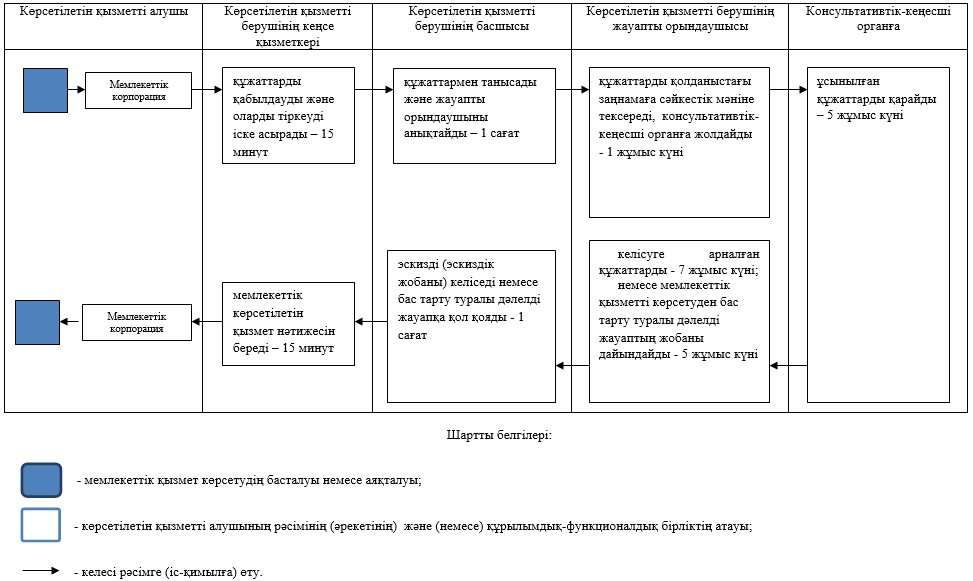 Көрсетілетін қызметті алушы
Көрсетілетін қызметті
берушінің кеңсе
қызметкері
Көрсетілетін қызметті
берушінің басшысы
Көрсетілетін қызметті берушінің
жауапты орындаушысы
Консультативтік-кеңесші
органға
Мемлекеттік
корпорация
құжаттарды
қабылдауды және
оларды тіркеуді
іске асырады – 15
минут
құжаттармен танысады
және жауапты
орындаушыны
анықтайды – 1 сағат
құжаттарды қолданыстағы
заңнамаға сәйкестік мәніне
тексереді, консультативтік-
кеңесші органға жолдайды
- 1 жұмыс күні
ұсынылған
құжаттарды қарайды
– 5 жұмыс күні
Мемлекеттік
корпорация
мемлекеттік
көрсетілетін
қызмет нәтижесін
береді – 15 минут
эскизді (эскиздік
жобаны) келіседі немесе
бас тарту туралы дәлелді
жауапқа қол қояды - 1
сағат
келісуге арналған
құжаттарды - 7 жұмыс күні;
немесе мемлекеттік
қызметті көрсетуден бас
тарту туралы дәлелді
жауаптың жобаны
дайындайды - 5 жұмыс күні
Шартты белгілері:
- мемлекеттік қызмет көрсетудің басталуы немесе аяқталуы;
- көрсетілетін қызметті алушының рәсімінің (әрекетінің) және (немесе) құрылымдық-функционалдық бірліктің атауы;
- келесі рәсімге (іс-қимылға) өту.